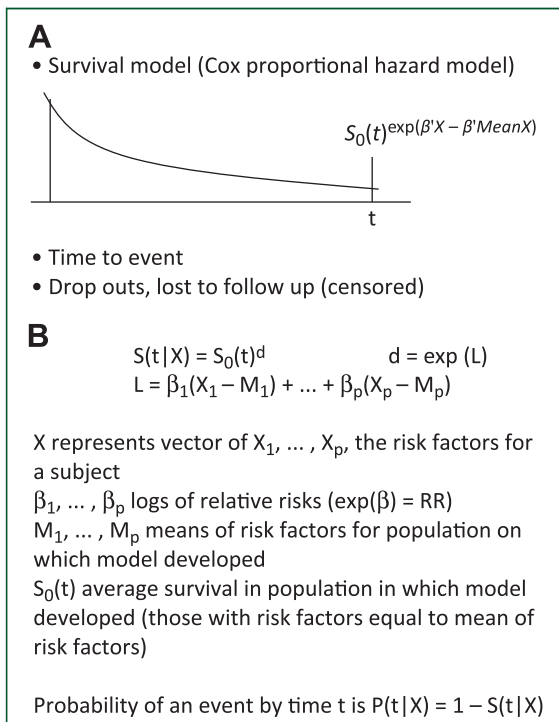 A
• Survival model (Cox proportional hazard model)
S₀(t)^exp(β'X – β'MeanX)
t
• Time to event
• Drop outs, lost to follow up (censored)
B
S(t|X) = S₀(t)ᵈ d = exp (L)
L = β₁(X₁ – M₁) + ... + βₚ(Xₚ – Mₚ)
X represents vector of X₁, ... , Xₚ, the risk factors for
a subject
β₁, ... , βₚ logs of relative risks (exp(β) = RR)
M₁, ... , Mₚ means of risk factors for population on
which model developed
S₀(t) average survival in population in which model
developed (those with risk factors equal to mean of
risk factors)
Probability of an event by time t is P(t|X) = 1 – S(t|X)